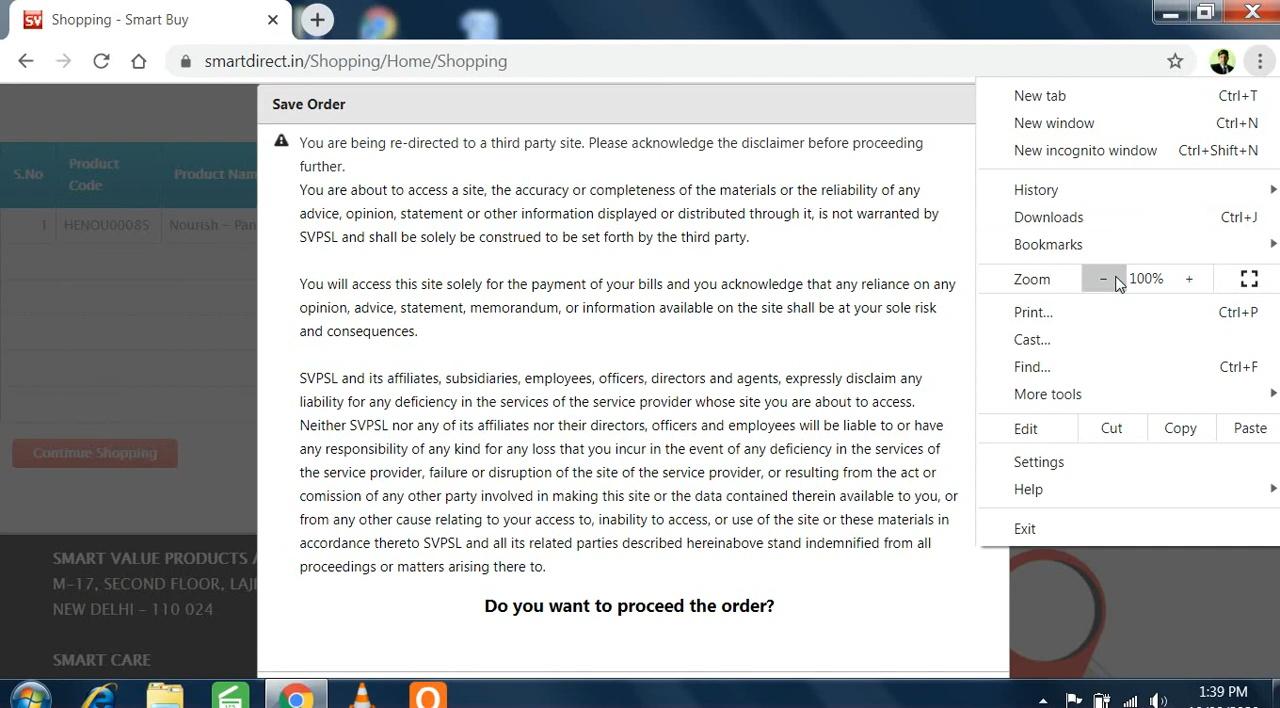 SV Shopping - Smart Buy
smartdirect.in/Shopping/Home/Shopping
Save Order
You are being re-directed to a third party site. Please acknowledge the disclaimer before proceeding
further.
You are about to access a site, the accuracy or completeness of the materials or the reliability of any
advice, opinion, statement or other information displayed or distributed through it, is not warranted by
SVPSL and shall be solely be construed to be set forth by the third party.
You will access this site solely for the payment of your bills and you acknowledge that any reliance on any
opinion, advice, statement, memorandum, or information available on the site shall be at your sole risk
and consequences.
SVPSL and its affiliates, subsidiaries, employees, officers, directors and agents, expressly disclaim any
liability for any deficiency in the services of the service provider whose site you are about to access.
Neither SVPSL nor any of its affiliates nor their directors, officers and employees will be liable to or have
any responsibility of any kind for any loss that you incur in the event of any deficiency in the services of
the service provider, failure or disruption of the site of the service provider, or resulting from the act or
comission of any other party involved in making this site or the data contained therein available to you, or
from any other cause relating to your access to, inability to access, or use of the site or these materials in
accordance thereto SVPSL and all its related parties described hereinabove stand indemnified from all
proceedings or matters arising there to.
Do you want to proceed the order?
S.No Product Code Product Nam
1 HENOU00085 Nourish - Pan
Continue Shopping
SMART VALUE PRODUCTS
M-17, SECOND FLOOR, LAJ
NEW DELHI - 110 024
SMART CARE
New tab Ctrl+T
New window Ctrl+N
New incognito window Ctrl+Shift+N
History
Downloads Ctrl+J
Bookmarks
Zoom - 100% +
Print... Ctrl+P
Cast...
Find... Ctrl+F
More tools
Edit Cut Copy Paste
Settings
Help
Exit
1:39 PM